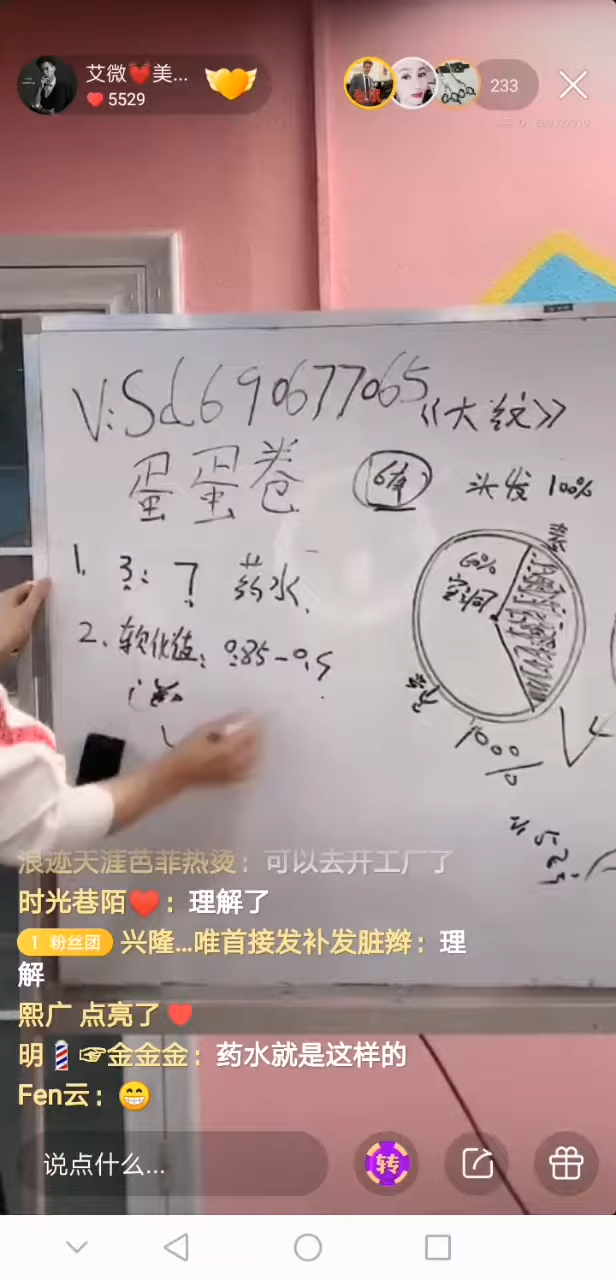 艾微❤️美...
5529
233
V:Sd690677065
《大纹》
蛋蛋卷
头发 100%
1. 3:7 药水
60%
空洞
2. 软化值: 0.85-0.5
100%
浪迹天涯芭菲热烫：可以去开工厂了
时光巷陌❤️：理解了
1 粉丝团 兴隆...唯首接发补发脏辫：理
解
熙广 点亮了❤️
明💈☞金金金：药水就是这样的
Fen云：😁
说点什么...
转